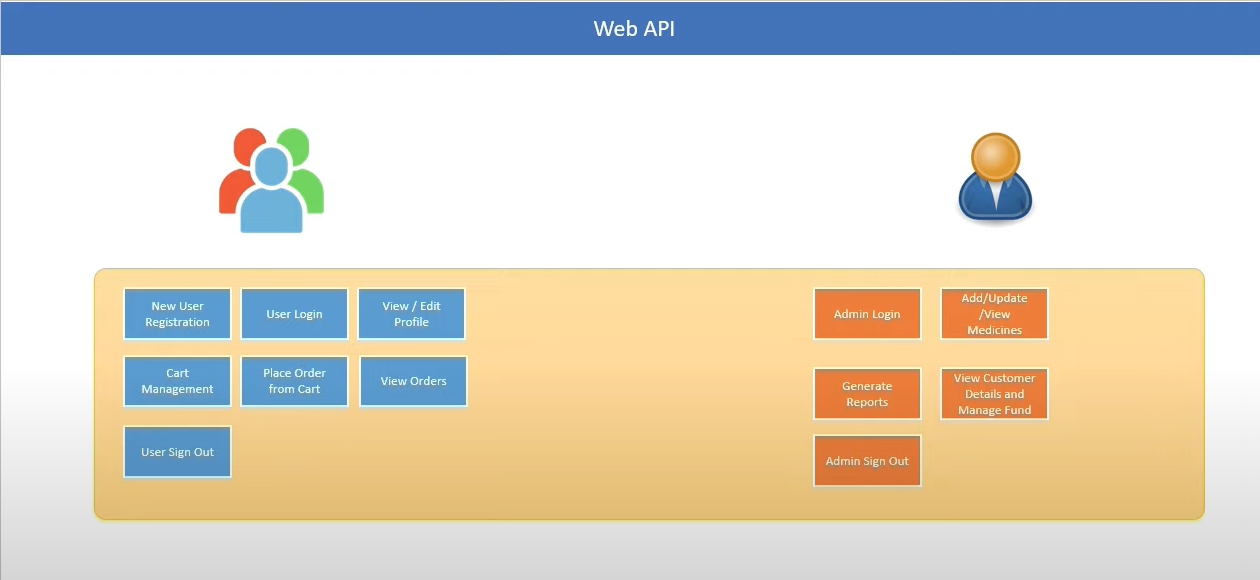 Web API
New User
Registration
User Login
View / Edit
Profile
Cart
Management
Place Order
from Cart
View Orders
User Sign Out
Admin Login
Add/Update
/View
Medicines
Generate
Reports
View Customer
Details and
Manage Fund
Admin Sign Out